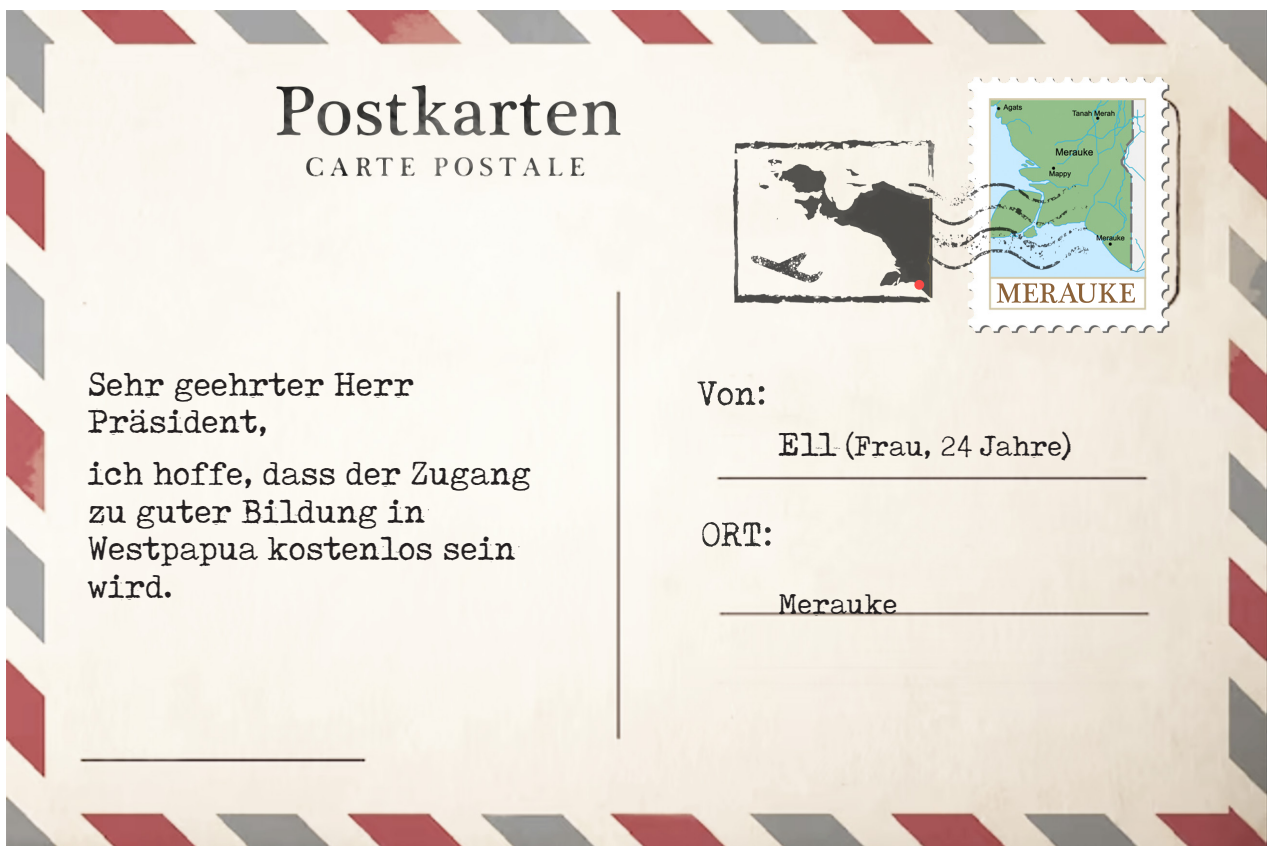 Postkarten
CARTE POSTALE
Agats
Tanah Merah
Merauke
Mappy
Merauke
MERAUKE
Sehr geehrter Herr
Präsident,
ich hoffe, dass der Zugang
zu guter Bildung in
Westpapua kostenlos sein
wird.
Von:
Ell (Frau, 24 Jahre)
ORT:
Merauke